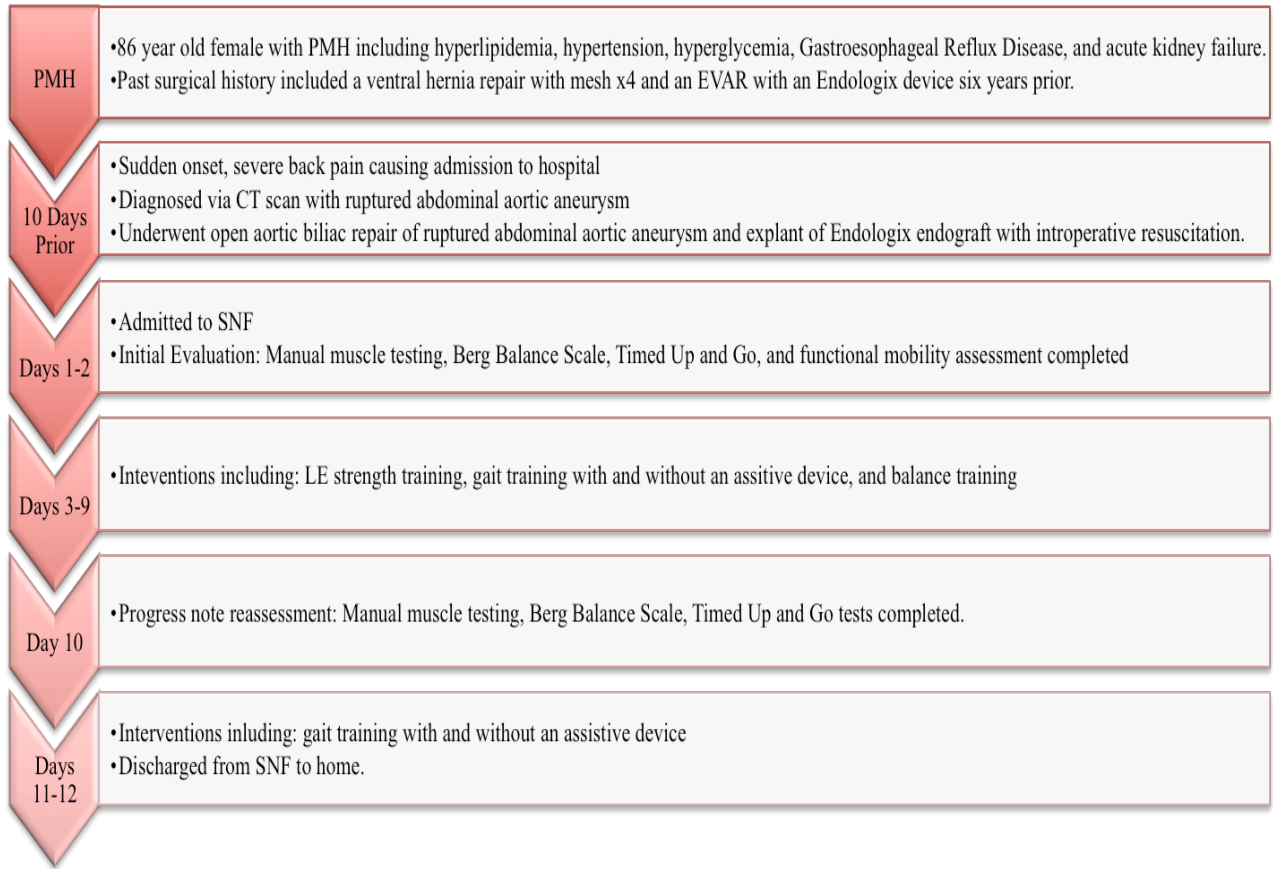 PMH
•86 year old female with PMH including hyperlipidemia, hypertension, hyperglycemia, Gastroesophageal Reflux Disease, and acute kidney failure.
•Past surgical history included a ventral hernia repair with mesh x4 and an EVAR with an Endologix device six years prior.
10 Days
Prior
•Sudden onset, severe back pain causing admission to hospital
•Diagnosed via CT scan with ruptured abdominal aortic aneurysm
•Underwent open aortic biliac repair of ruptured abdominal aortic aneurysm and explant of Endologix endograft with introperative resuscitation.
Days 1-2
•Admitted to SNF
•Initial Evaluation: Manual muscle testing, Berg Balance Scale, Timed Up and Go, and functional mobility assessment completed
Days 3-9
•Inteventions including: LE strength training, gait training with and without an assitive device, and balance training
Day 10
•Progress note reassessment: Manual muscle testing, Berg Balance Scale, Timed Up and Go tests completed.
Days
11-12
•Interventions inluding: gait training with and without an assistive device
•Discharged from SNF to home.